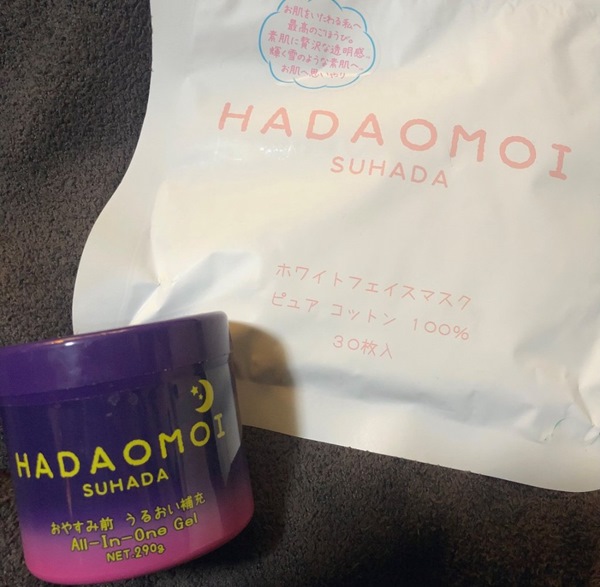 お肌をいたわる私へ
最高のごほうび。
素肌に贅沢な透明感、
輝く雪のような素肌へ。
お肌へ思いやり
HADAOMOI
SUHADA
ホワイトフェイスマスク
ピュア コットン 100%
30枚入
HADAOMOI
SUHADA
おやすみ前 うるおい補充
All-In-One Gel
NET.290g